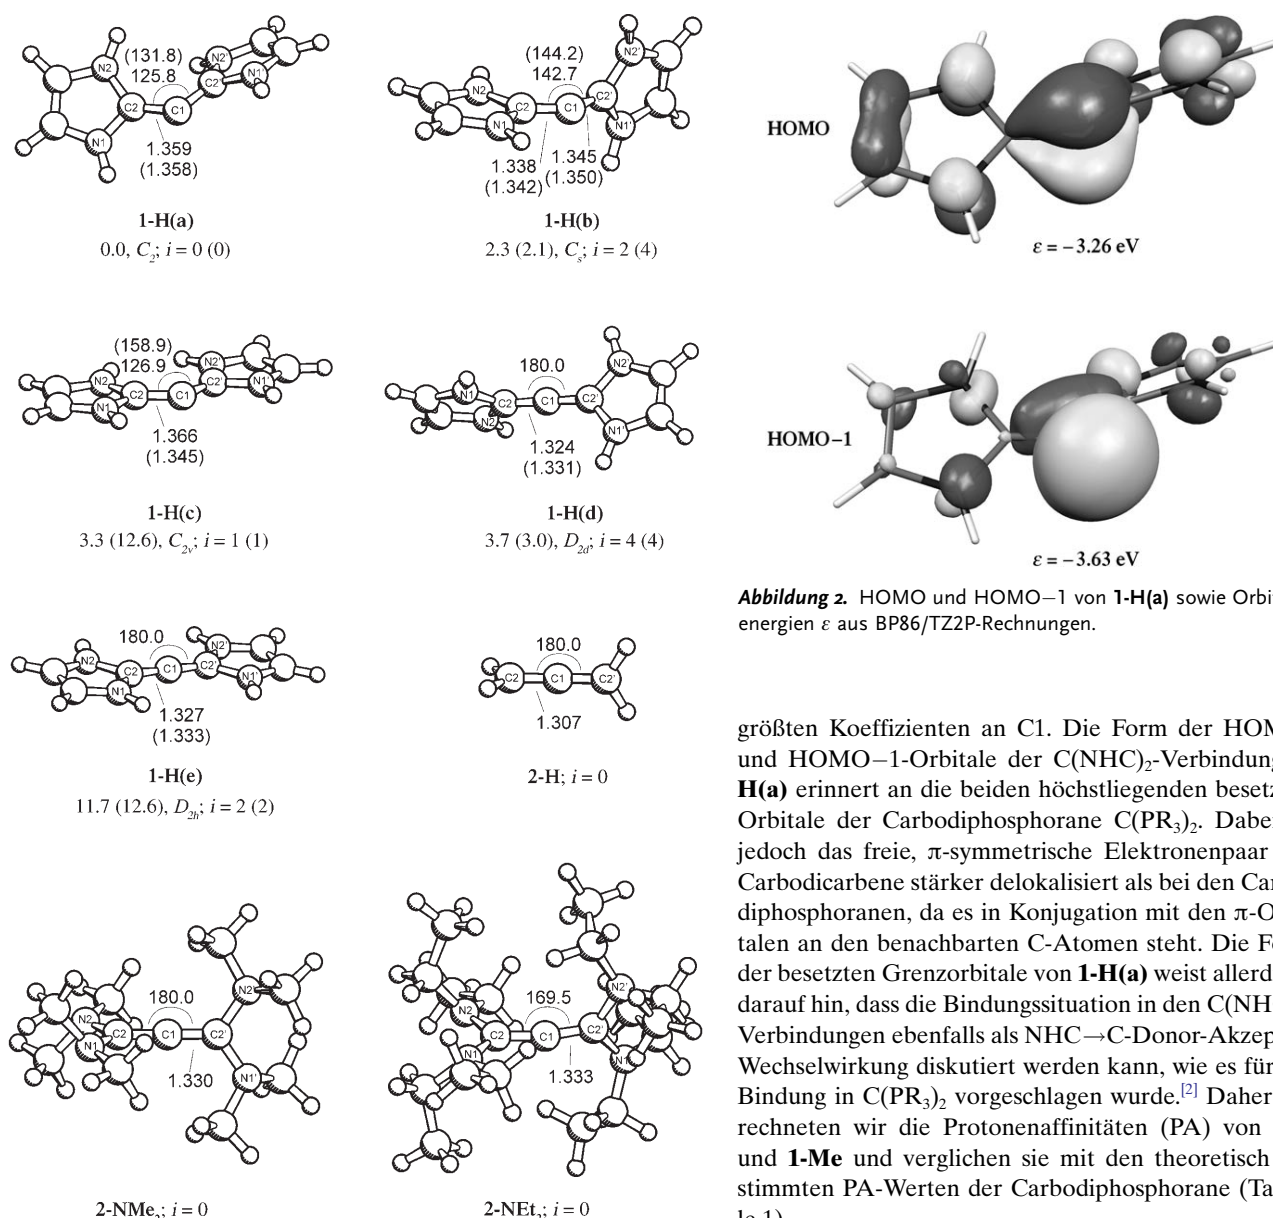 (131.8)
125.8
N2
N2'
C2'
N1'
C2
C1
N1
1.359
(1.358)
1-H(a)
0.0, C2; i = 0 (0)
(144.2)
142.7
N2'
N2
C2'
C2
C1
N1
N1'
1.338
(1.342)
1.345
(1.350)
1-H(b)
2.3 (2.1), Cs; i = 2 (4)
(158.9)
126.9
N2'
N2
C2'
N1'
C2
C1
N1
1.366
(1.345)
1-H(c)
3.3 (12.6), C2v; i = 1 (1)
180.0
N2'
N1
C2
C1
C2'
N2
N1'
1.324
(1.331)
1-H(d)
3.7 (3.0), D2d; i = 4 (4)
180.0
N2'
N2
C2
C1
C2'
N1
N1'
1.327
(1.333)
1-H(e)
11.7 (12.6), D2h; i = 2 (2)
180.0
C2
C1
C2'
1.307
2-H; i = 0
180.0
N2'
N2
C2
C1
C2'
N1
N1'
1.330
2-NMe2; i = 0
169.5
N2'
N2
C2
C1
C2'
N1
N1'
1.333
2-NEt2; i = 0
HOMO
ε = −3.26 eV
HOMO−1
ε = −3.63 eV
Abbildung 2. HOMO und HOMO−1 von 1-H(a) sowie Orbit
energien ε aus BP86/TZ2P-Rechnungen.
größten Koeffizienten an C1. Die Form der HOM
und HOMO−1-Orbitale der C(NHC)2-Verbindung
H(a) erinnert an die beiden höchstliegenden besetz
Orbitale der Carbodiphosphorane C(PR3)2. Dabe
jedoch das freie, π-symmetrische Elektronenpaar
Carbodicarbene stärker delokalisiert als bei den Car
diphosphoranen, da es in Konjugation mit den π-O
talen an den benachbarten C-Atomen steht. Die Fo
der besetzten Grenzorbitale von 1-H(a) weist allerd
darauf hin, dass die Bindungssituation in den C(NH
Verbindungen ebenfalls als NHC→C-Donor-Akzep
Wechselwirkung diskutiert werden kann, wie es für
Bindung in C(PR3)2 vorgeschlagen wurde.[2] Daher
rechneten wir die Protonenaffinitäten (PA) von
und 1-Me und verglichen sie mit den theoretisch
stimmten PA-Werten der Carbodiphosphorane (Ta
le 1)